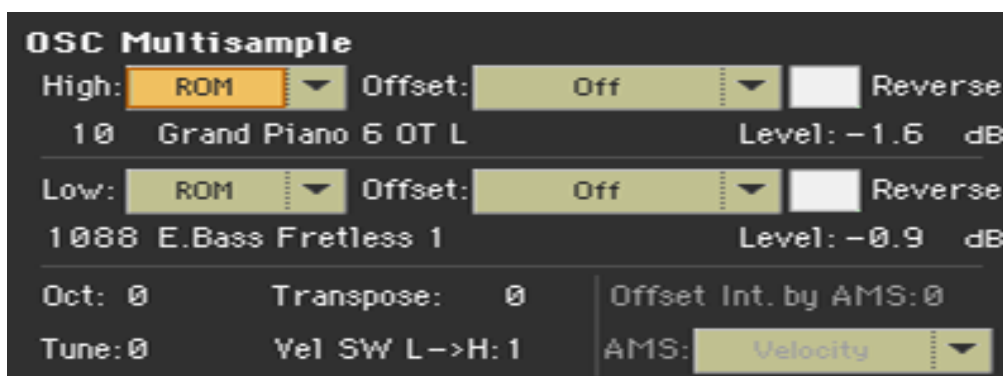 OSC Multisample
High: ROM Offset: Off Reverse
10 Grand Piano 6 OT L Level: -1.6 dB
Low: ROM Offset: Off Reverse
1088 E.Bass Fretless 1 Level: -0.9 dB
Oct: 0 Transpose: 0 Offset Int. by AMS:0
Tune:0 Vel SW L->H:1 AMS: Velocity